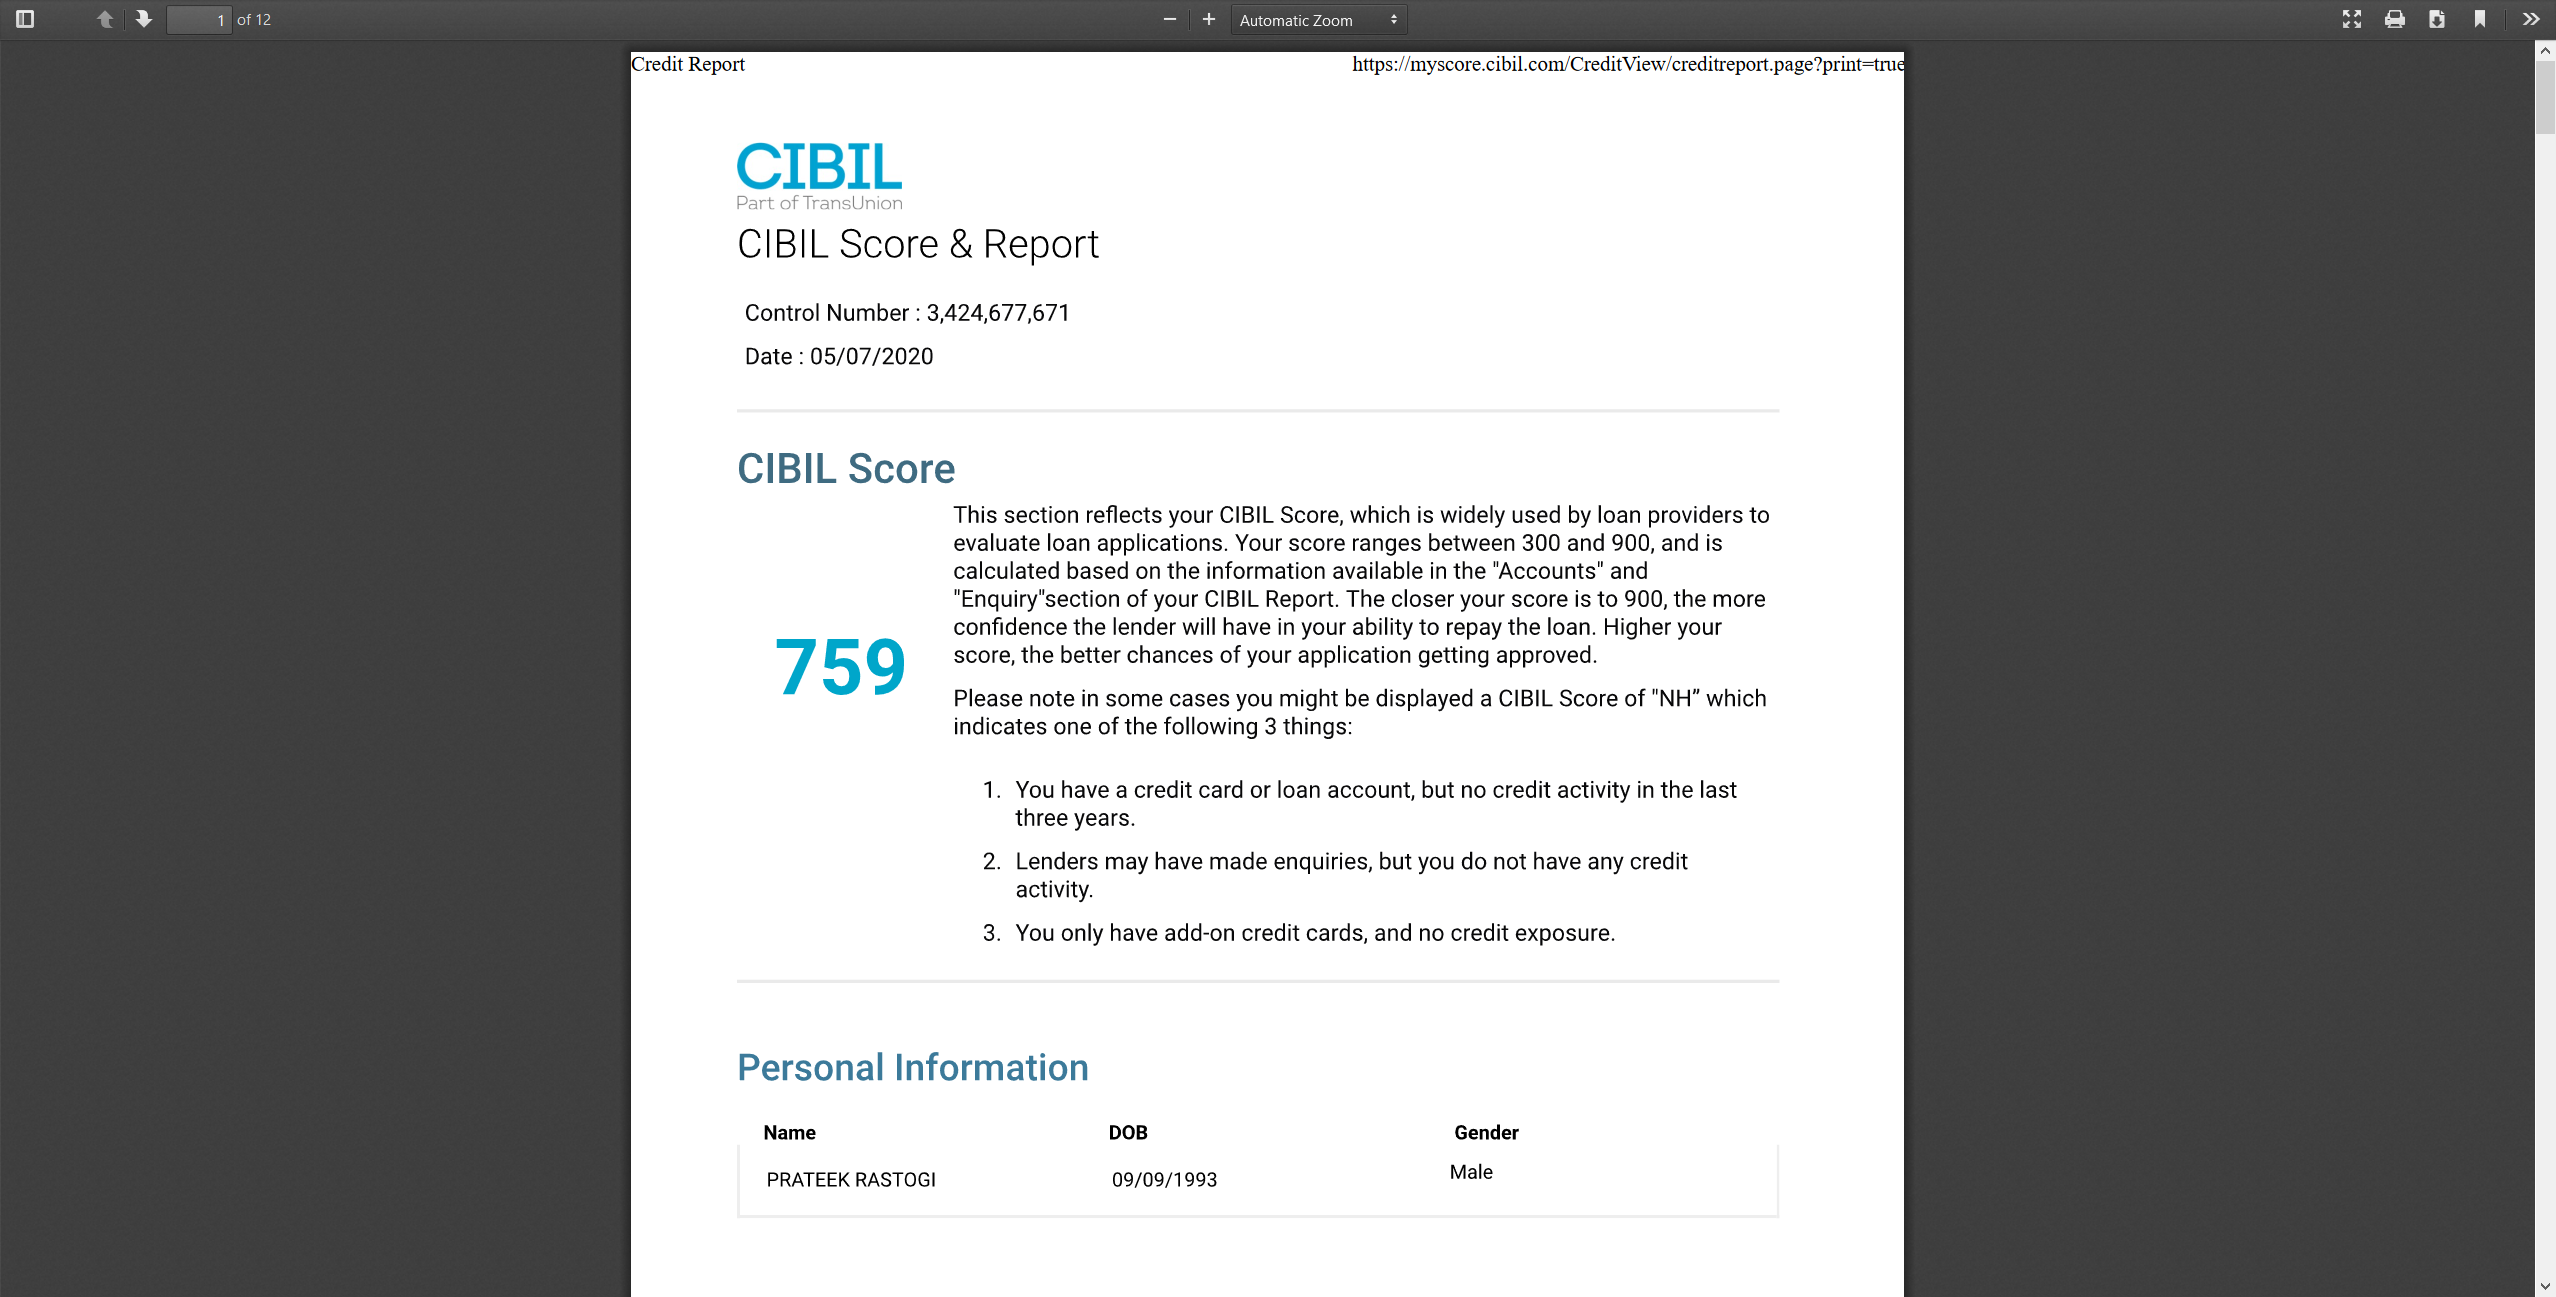 1 of 12
Automatic Zoom
Credit Report https://myscore.cibil.com/CreditView/creditreport.page?print=true
CIBIL
Part of TransUnion
CIBIL Score & Report
Control Number : 3,424,677,671
Date : 05/07/2020
CIBIL Score
759
This section reflects your CIBIL Score, which is widely used by loan providers to
evaluate loan applications. Your score ranges between 300 and 900, and is
calculated based on the information available in the "Accounts" and
"Enquiry"section of your CIBIL Report. The closer your score is to 900, the more
confidence the lender will have in your ability to repay the loan. Higher your
score, the better chances of your application getting approved.
Please note in some cases you might be displayed a CIBIL Score of "NH” which
indicates one of the following 3 things:
1. You have a credit card or loan account, but no credit activity in the last
three years.
2. Lenders may have made enquiries, but you do not have any credit
activity.
3. You only have add-on credit cards, and no credit exposure.
Personal Information
Name DOB Gender
PRATEEK RASTOGI 09/09/1993 Male